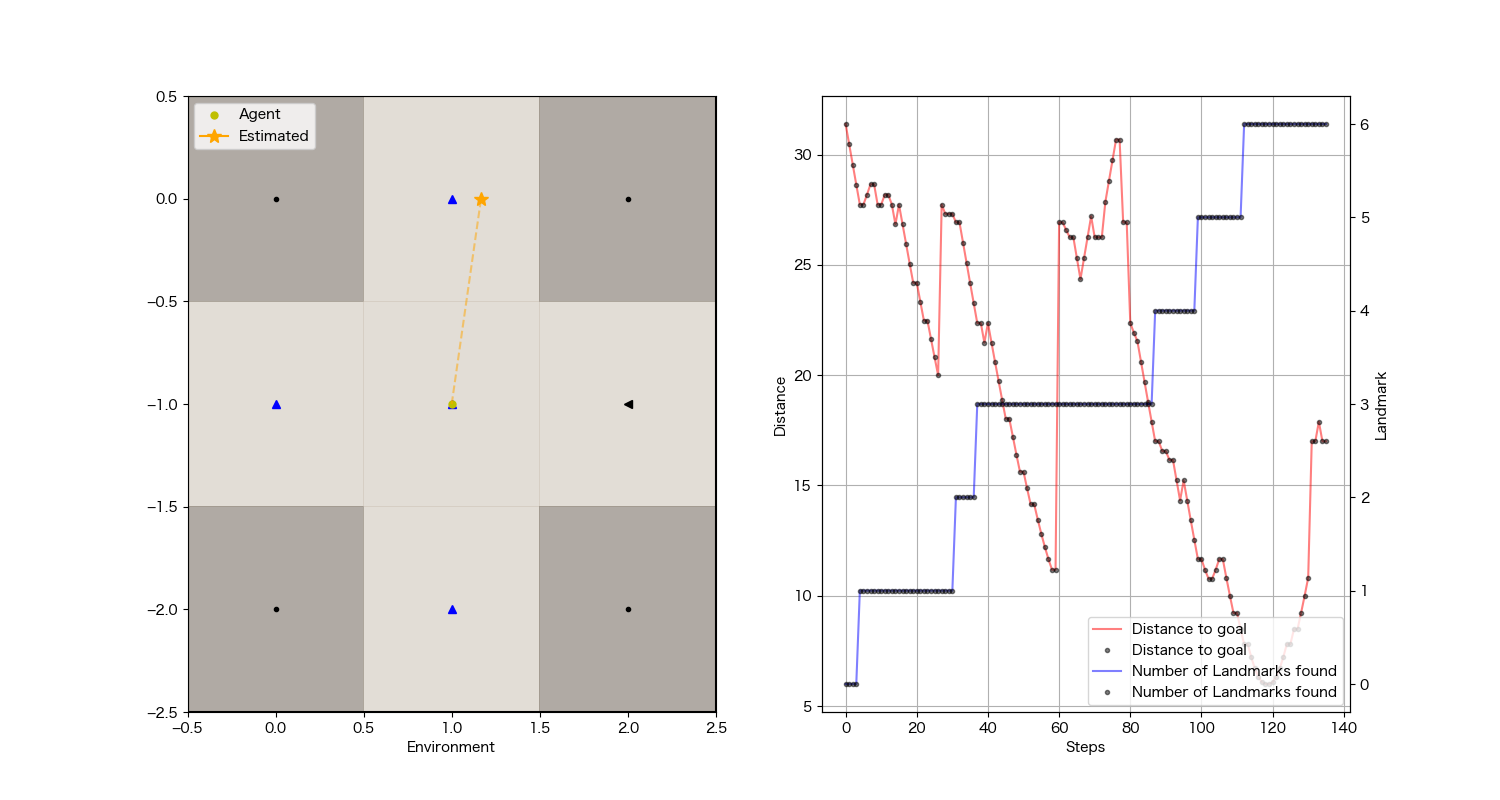 Agent
Estimated
0.5
0.0
−0.5
−1.0
−1.5
−2.0
−2.5
−0.5 0.0 0.5 1.0 1.5 2.0 2.5
Environment
30
25
20
15
10
5
Distance
6
5
4
3
2
1
0
Landmark
Distance to goal
Distance to goal
Number of Landmarks found
Number of Landmarks found
0 20 40 60 80 100 120 140
Steps